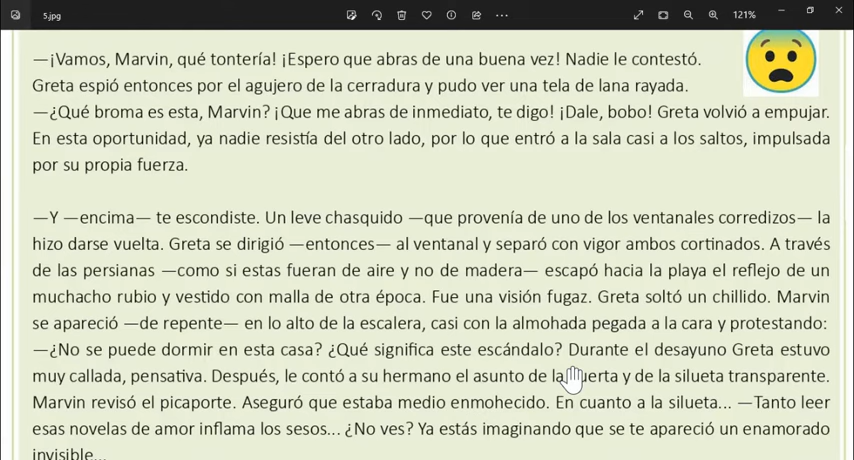 5.jpg
121%
—¡Vamos, Marvin, qué tontería! ¡Espero que abras de una buena vez! Nadie le contestó.
Greta espió entonces por el agujero de la cerradura y pudo ver una tela de lana rayada.
—¿Qué broma es esta, Marvin? ¡Que me abras de inmediato, te digo! ¡Dale, bobo! Greta volvió a empujar.
En esta oportunidad, ya nadie resistía del otro lado, por lo que entró a la sala casi a los saltos, impulsada
por su propia fuerza.
—Y —encima— te escondiste. Un leve chasquido —que provenía de uno de los ventanales corredizos— la
hizo darse vuelta. Greta se dirigió —entonces— al ventanal y separó con vigor ambos cortinados. A través
de las persianas —como si estas fueran de aire y no de madera— escapó hacia la playa el reflejo de un
muchacho rubio y vestido con malla de otra época. Fue una visión fugaz. Greta soltó un chillido. Marvin
se apareció —de repente— en lo alto de la escalera, casi con la almohada pegada a la cara y protestando:
—¿No se puede dormir en esta casa? ¿Qué significa este escándalo? Durante el desayuno Greta estuvo
muy callada, pensativa. Después, le contó a su hermano el asunto de la puerta y de la silueta transparente.
Marvin revisó el picaporte. Aseguró que estaba medio enmohecido. En cuanto a la silueta... —Tanto leer
esas novelas de amor inflama los sesos... ¿No ves? Ya estás imaginando que se te apareció un enamorado
invisible...